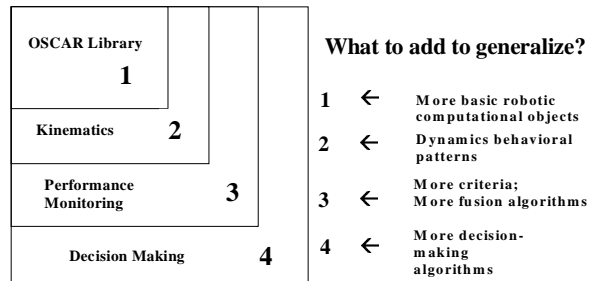 OSCAR Library
1
Kinematics 2
Performance
Monitoring 3
Decision Making 4
What to add to generalize?
1 ← More basic robotic
computational objects
2 ← Dynamics behavioral
patterns
3 ← More criteria;
More fusion algorithms
4 ← More decision-
making
algorithms